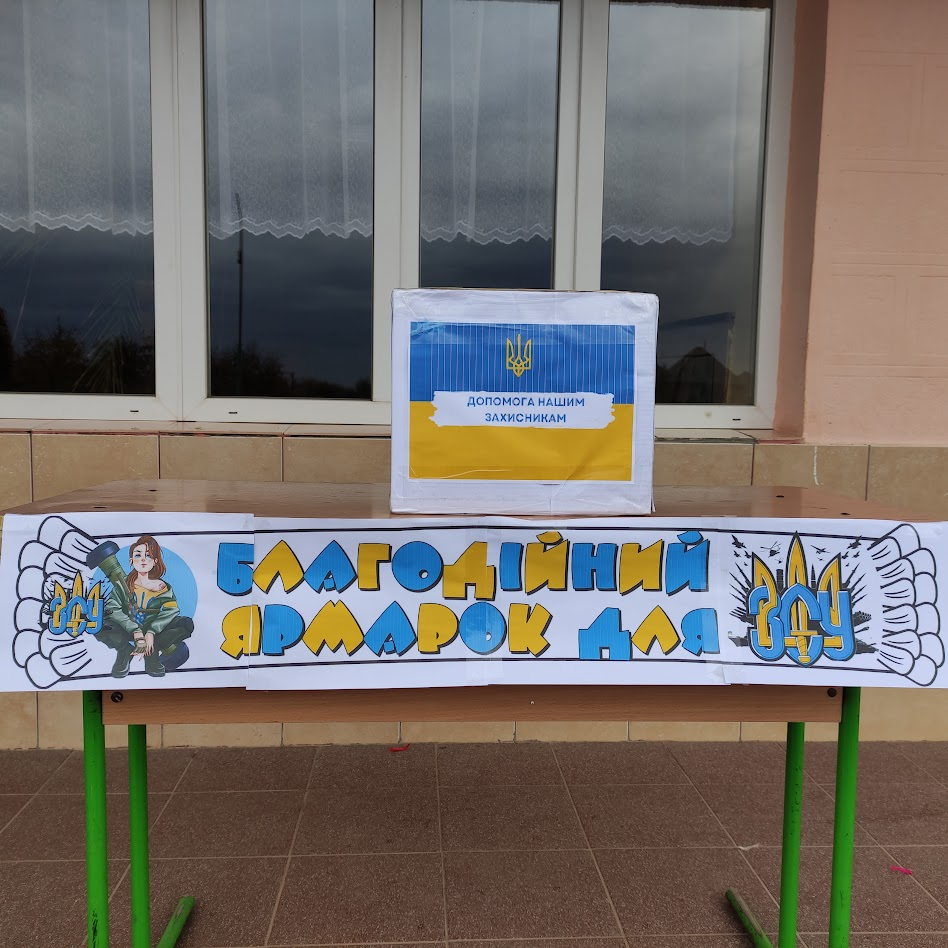 ДОПОМОГА НАШИМ
ЗАХИСНИКАМ
БЛАГОДІЙНИЙ
ЯРМАРОК ДЛЯ
ЗСУ
ЗСУ